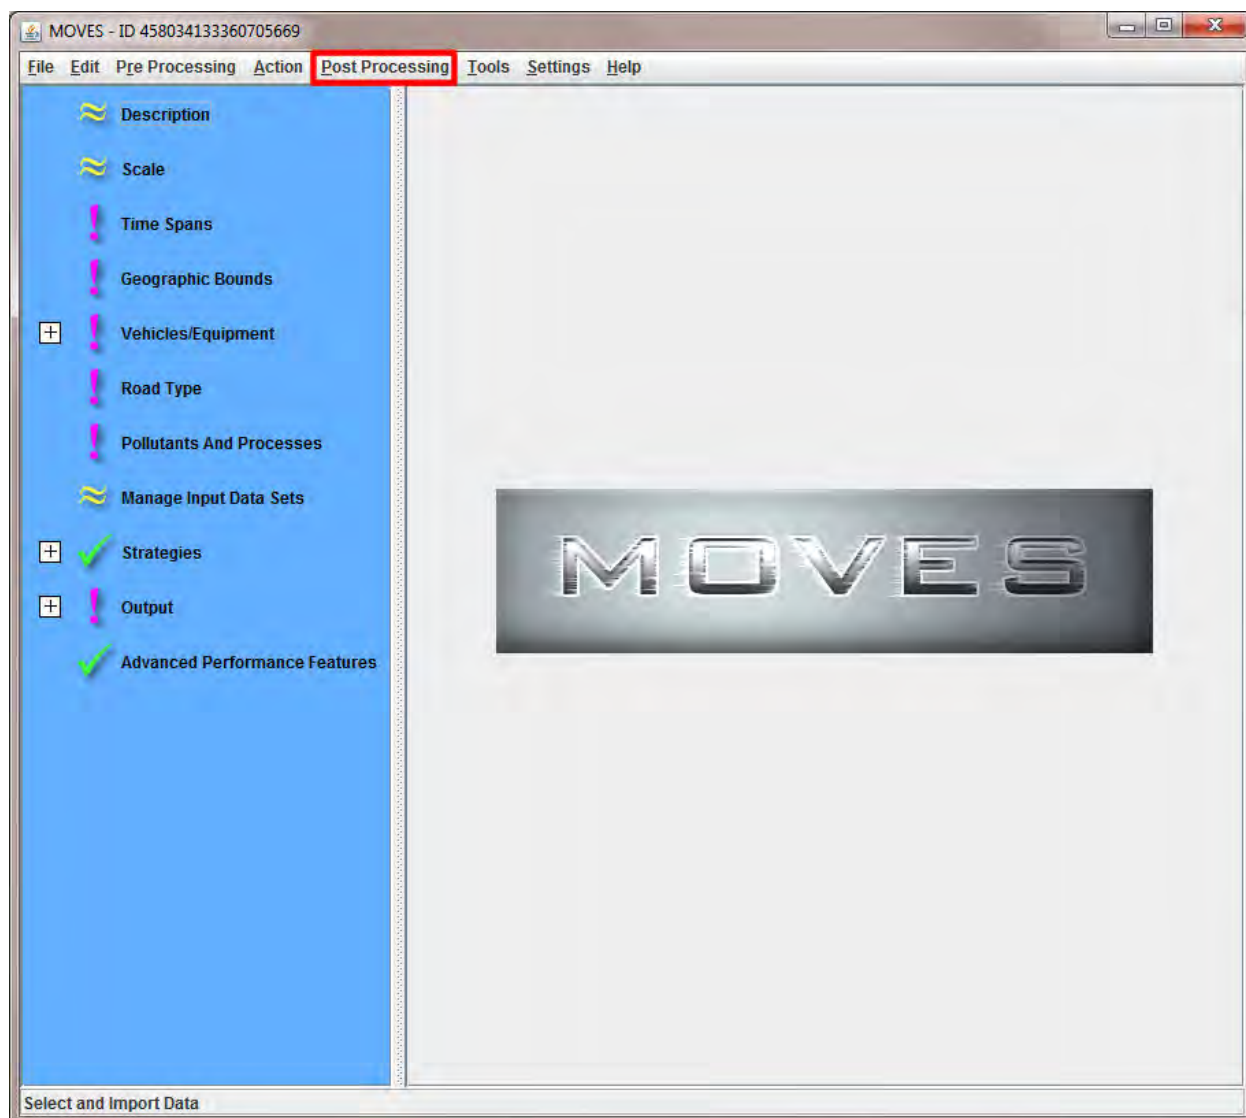 MOVES - ID 458034133360705669
File Edit Pre Processing Action Post Processing Tools Settings Help
Description
Scale
Time Spans
Geographic Bounds
Vehicles/Equipment
Road Type
Pollutants And Processes
Manage Input Data Sets
Strategies
Output
Advanced Performance Features
MOVES
Select and Import Data